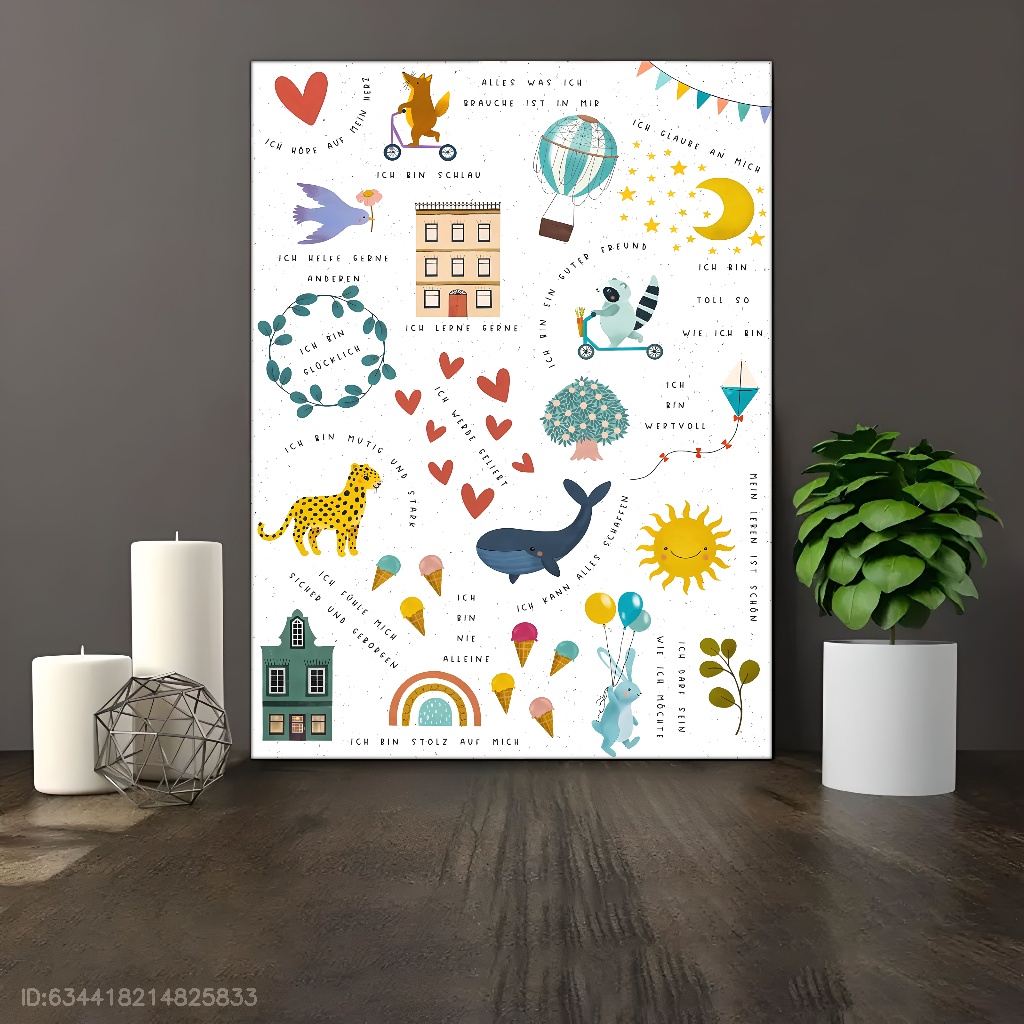 ALLES WAS ICH
BRAUCHE IST IN MIR
ICH HÖRE AUF MEIN HERZ
ICH BIN SCHLAU
ICH GLAUBE AN MICH
ICH HELFE GERNE
ANDEREN
ICH LERNE GERNE
ICH BIN EIN GUTER FREUND
ICH BIN
TOLL SO
WIE ICH BIN
ICH BIN
GLÜCKLICH
ICH WERDE GELIEBT
ICH
BIN
WERTVOLL
ICH BIN MUTIG UND STARK
ICH KANN ALLES SCHAFFEN
MEIN LEBEN IST SCHÖN
ICH FÜHLE MICH
SICHER UND GEBORGEN
ICH
BIN
NIE
ALLEINE
ICH DARF SEIN
WIE ICH MÖCHTE
ICH BIN STOLZ AUF MICH
ID:634418214825833